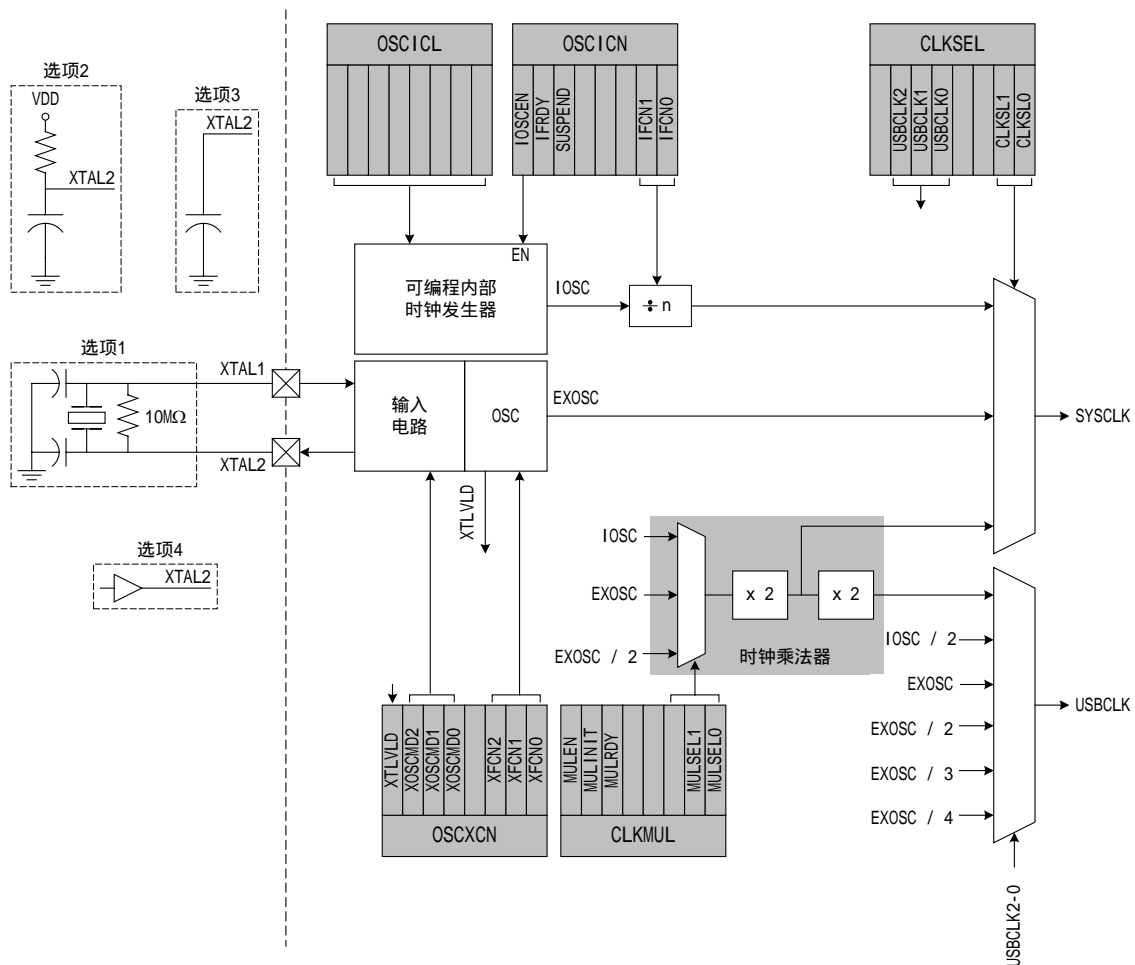 OSCICL
OSCICN
CLKSEL
IOSCEN
IFRDY
SUSPEND
IFCN1
IFCN0
USBCLK2
USBCLK1
USBCLK0
CLKSL1
CLKSL0
选项2
VDD
XTAL2
选项3
XTAL2
EN
可编程内部
时钟发生器
IOSC
÷ n
选项1
10MΩ
XTAL1
XTAL2
输入
电路
OSC
EXOSC
SYSCLK
XTLVLD
选项4
XTAL2
IOSC
EXOSC
EXOSC / 2
x 2
x 2
时钟乘法器
IOSC / 2
EXOSC
EXOSC / 2
EXOSC / 3
EXOSC / 4
USBCLK
XTLVLD
XOSCMD2
XOSCMD1
XOSCMD0
XFCN2
XFCN1
XFCN0
OSCXCN
MULEN
MULINIT
MULRDY
MULSEL1
MULSEL0
CLKMUL
USBCLK2-0